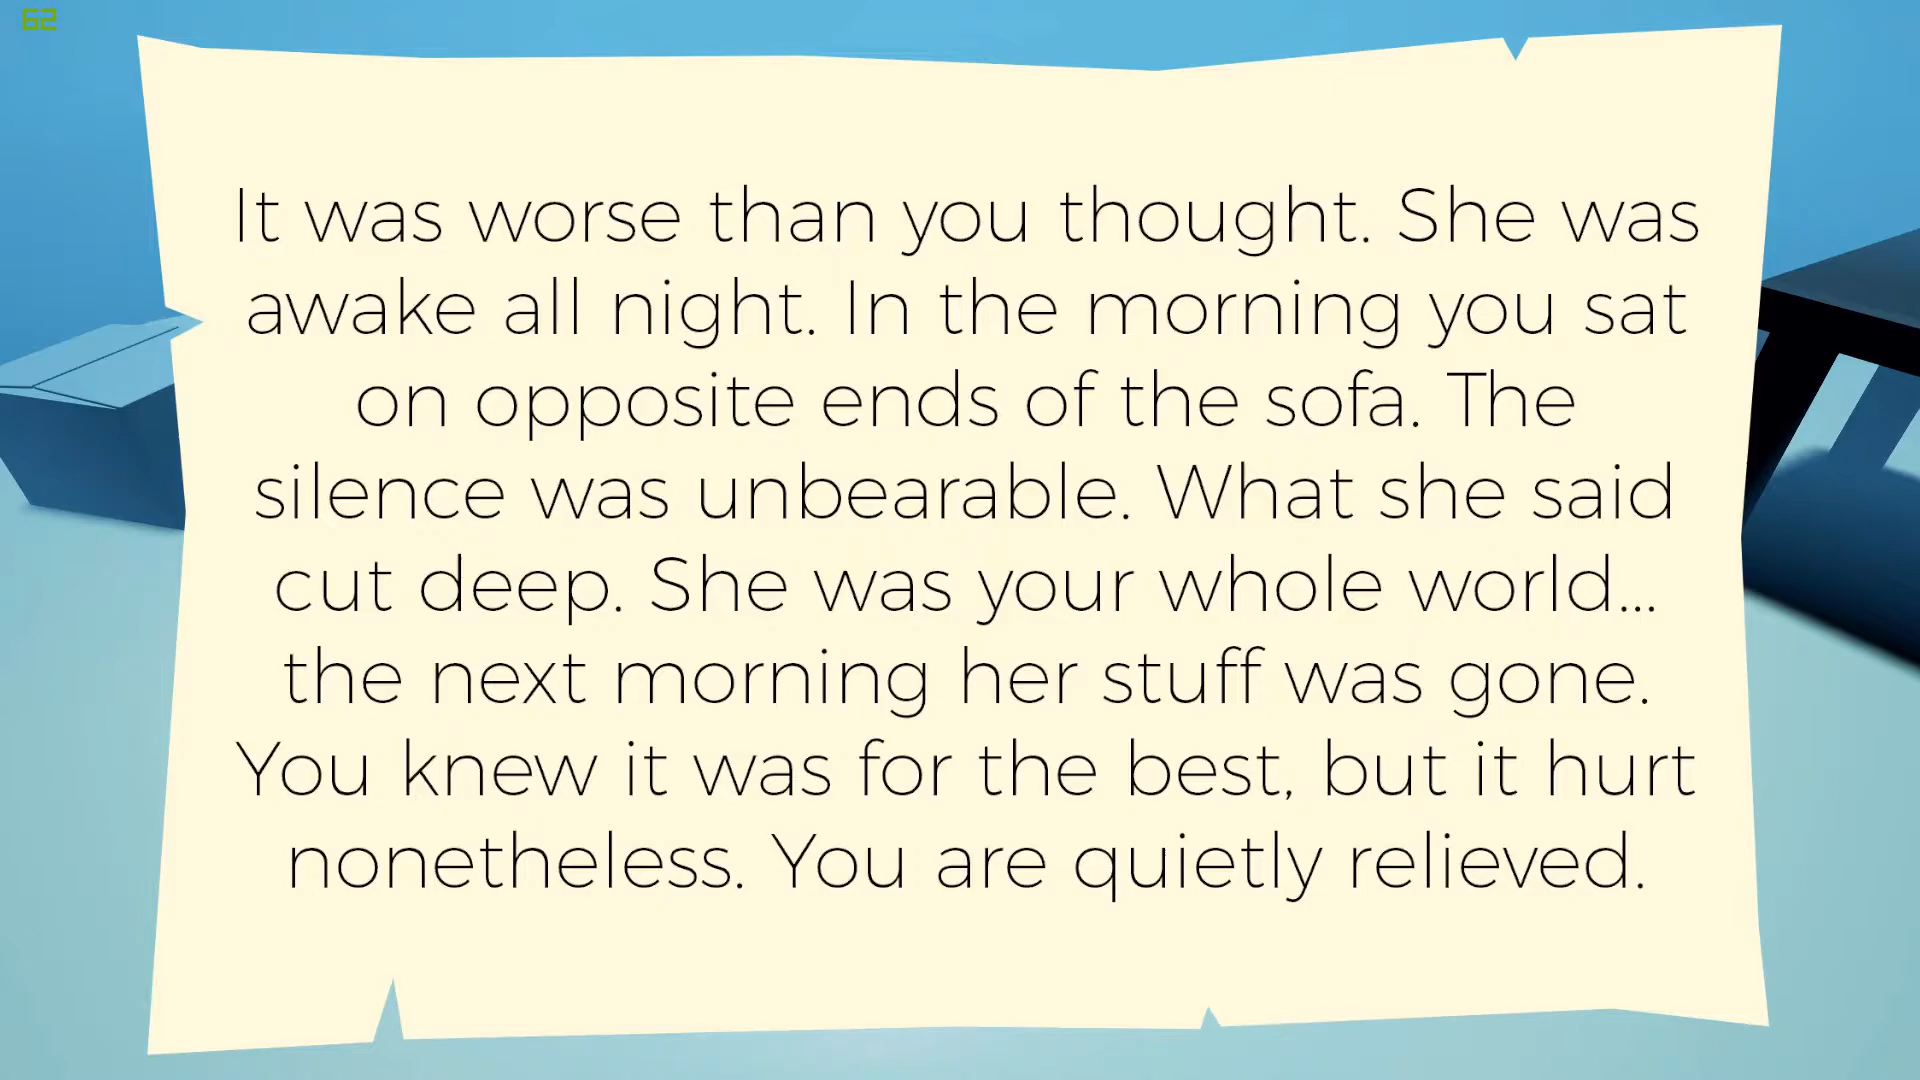 62
It was worse than you thought. She was
awake all night. In the morning you sat
on opposite ends of the sofa. The
silence was unbearable. What she said
cut deep. She was your whole world...
the next morning her stuff was gone.
You knew it was for the best, but it hurt
nonetheless. You are quietly relieved.